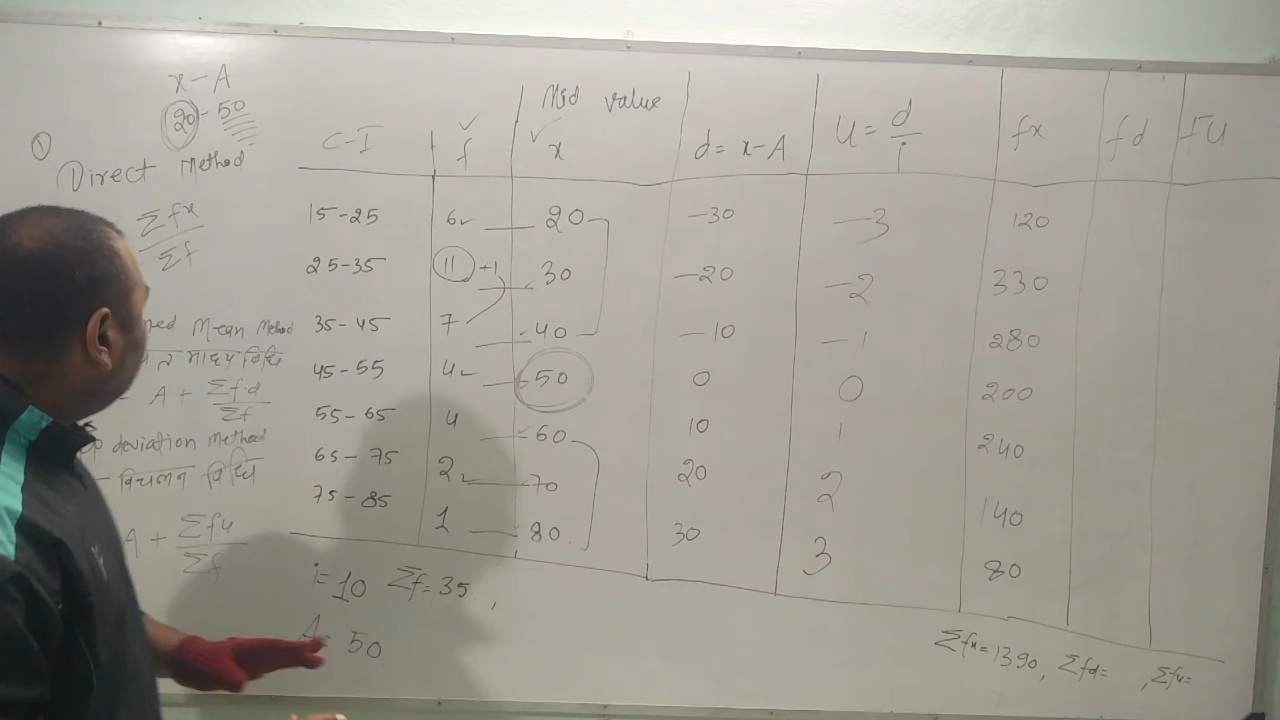 x-A
20-50
①
Direct Method
Σfx
Σf
Mean Method
माध्य विधि
A + Σf.d
Σf
deviation Method
विचलन विधि
A + Σfu
Σf
C-I f Mid value x d= x-A U= d/i fx fd fU
15-25 6 20 -30 -3 120
25-35 11 +1 30 -20 -2 330
35-45 7 40 -10 -1 280
45-55 4 50 0 0 200
55-65 4 60 10 1 240
65-75 2 70 20 2 140
75-85 1 80 30 3 80
i=10 Σf=35 ,
A= 50
Σfx=1390, Σfd= , Σfu=